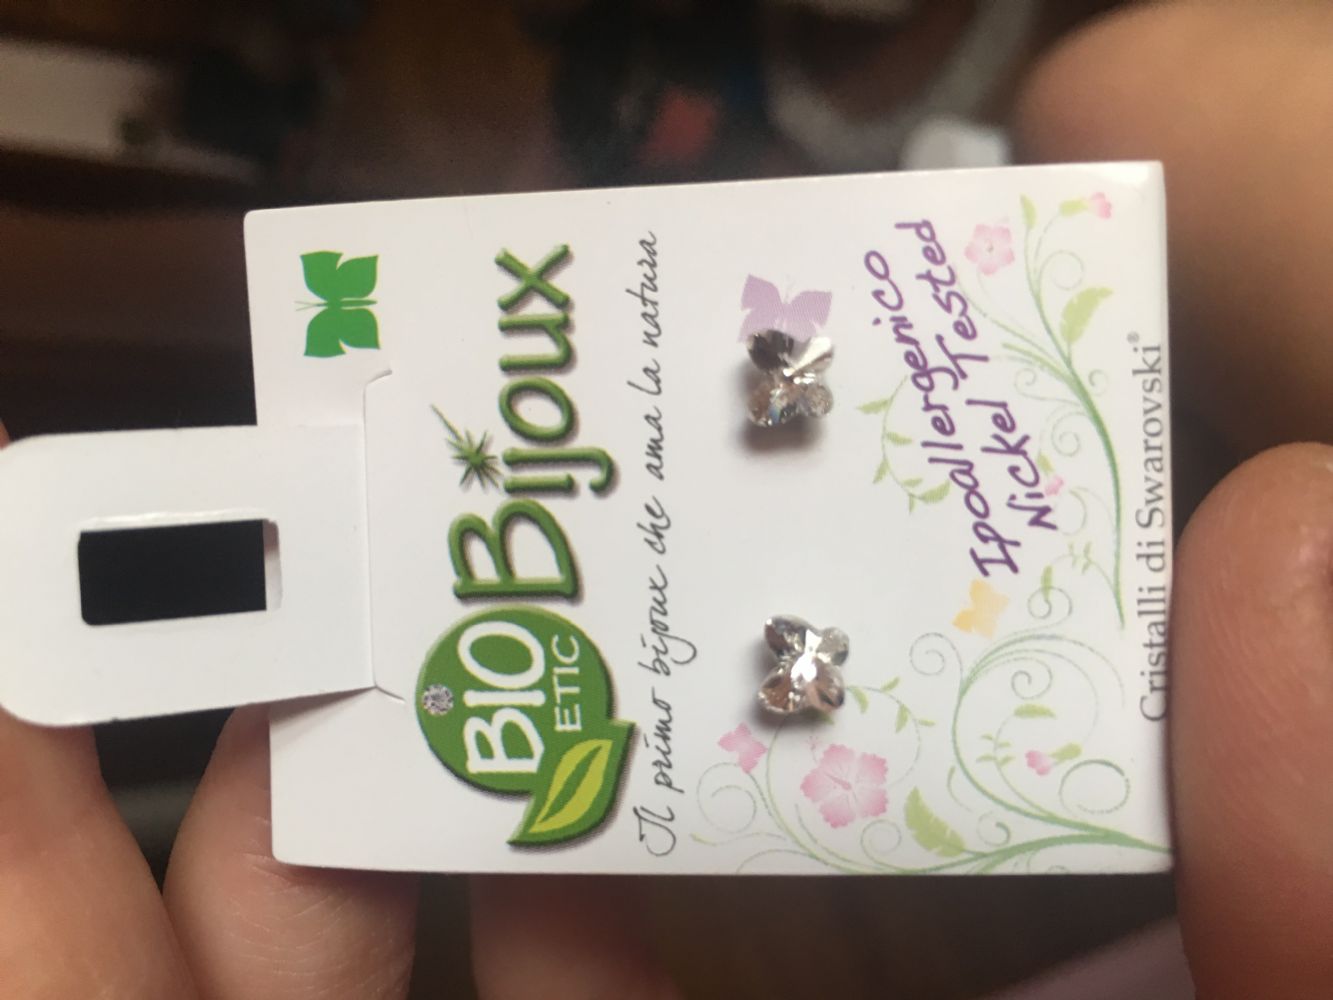 BIO
ETIC
Bijoux
Il primo bijoux che ama la natura
Ipoallergenico
Nickel Tested
Cristalli di Swarovski®